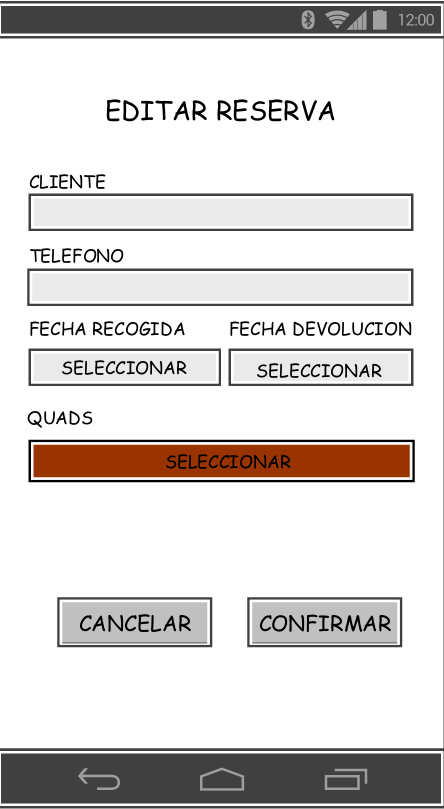 12:00
EDITAR RESERVA
CLIENTE
TELEFONO
FECHA RECOGIDA FECHA DEVOLUCION
SELECCIONAR SELECCIONAR
QUADS
SELECCIONAR
CANCELAR CONFIRMAR